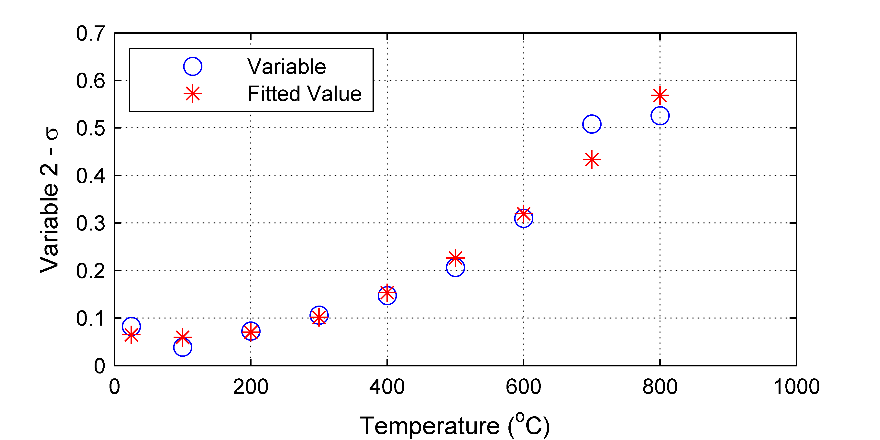 0.7
0.6
0.5
0.4
0.3
0.2
0.1
0
Variable 2 - σ
Variable
Fitted Value
0 200 400 600 800 1000
Temperature (°C)